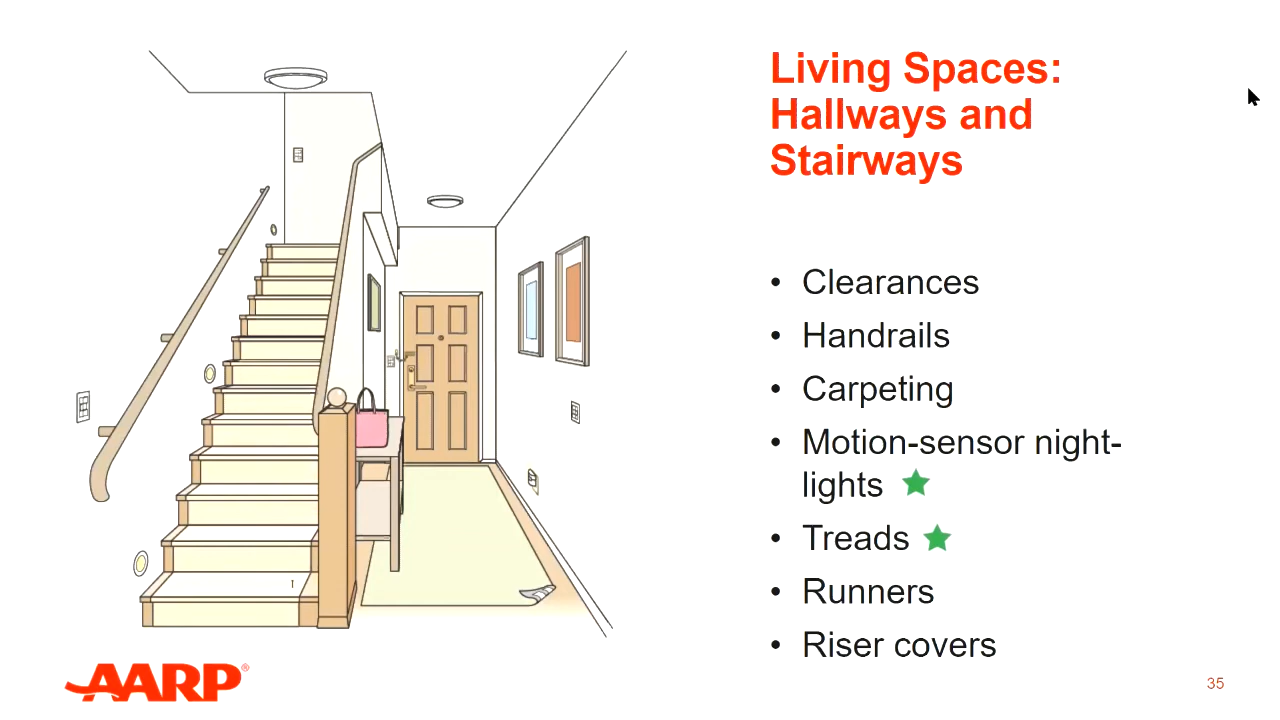 Living Spaces:
Hallways and
Stairways
• Clearances
• Handrails
• Carpeting
• Motion-sensor night-
lights
• Treads
• Runners
• Riser covers
AARP®
35